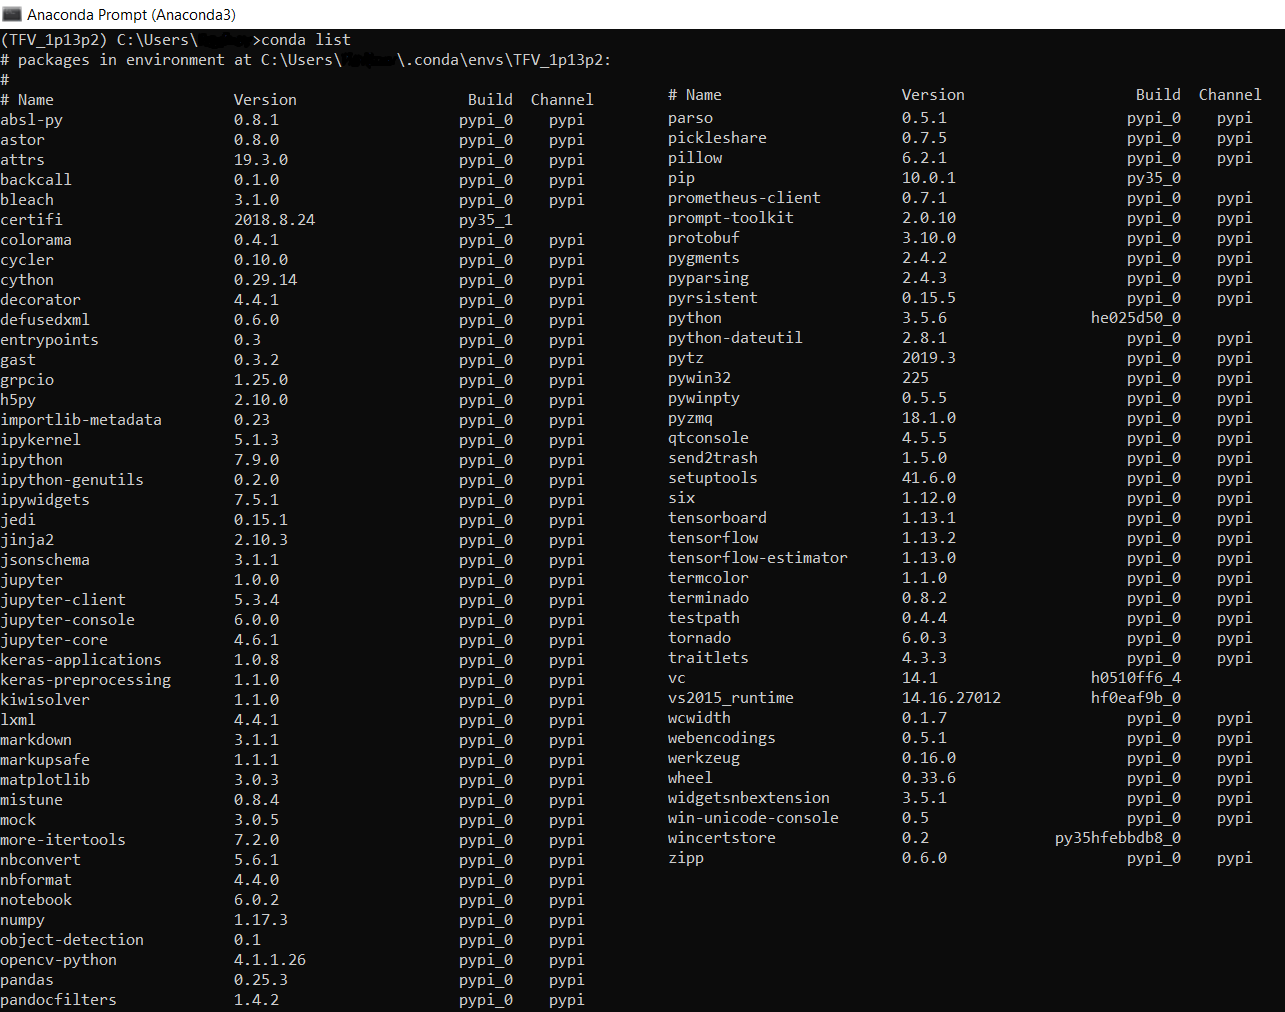 Anaconda Prompt (Anaconda3)
(TFV_1p13p2) C:\Users\ >conda list
# packages in environment at C:\Users\ \.conda\envs\TFV_1p13p2:
#
# Name Version Build Channel
absl-py 0.8.1 pypi_0 pypi
astor 0.8.0 pypi_0 pypi
attrs 19.3.0 pypi_0 pypi
backcall 0.1.0 pypi_0 pypi
bleach 3.1.0 pypi_0 pypi
certifi 2018.8.24 py35_1
colorama 0.4.1 pypi_0 pypi
cycler 0.10.0 pypi_0 pypi
cython 0.29.14 pypi_0 pypi
decorator 4.4.1 pypi_0 pypi
defusedxml 0.6.0 pypi_0 pypi
entrypoints 0.3 pypi_0 pypi
gast 0.3.2 pypi_0 pypi
grpcio 1.25.0 pypi_0 pypi
h5py 2.10.0 pypi_0 pypi
importlib-metadata 0.23 pypi_0 pypi
ipykernel 5.1.3 pypi_0 pypi
ipython 7.9.0 pypi_0 pypi
ipython-genutils 0.2.0 pypi_0 pypi
ipywidgets 7.5.1 pypi_0 pypi
jedi 0.15.1 pypi_0 pypi
jinja2 2.10.3 pypi_0 pypi
jsonschema 3.1.1 pypi_0 pypi
jupyter 1.0.0 pypi_0 pypi
jupyter-client 5.3.4 pypi_0 pypi
jupyter-console 6.0.0 pypi_0 pypi
jupyter-core 4.6.1 pypi_0 pypi
keras-applications 1.0.8 pypi_0 pypi
keras-preprocessing 1.1.0 pypi_0 pypi
kiwisolver 1.1.0 pypi_0 pypi
lxml 4.4.1 pypi_0 pypi
markdown 3.1.1 pypi_0 pypi
markupsafe 1.1.1 pypi_0 pypi
matplotlib 3.0.3 pypi_0 pypi
mistune 0.8.4 pypi_0 pypi
mock 3.0.5 pypi_0 pypi
more-itertools 7.2.0 pypi_0 pypi
nbconvert 5.6.1 pypi_0 pypi
nbformat 4.4.0 pypi_0 pypi
notebook 6.0.2 pypi_0 pypi
numpy 1.17.3 pypi_0 pypi
object-detection 0.1 pypi_0 pypi
opencv-python 4.1.1.26 pypi_0 pypi
pandas 0.25.3 pypi_0 pypi
pandocfilters 1.4.2 pypi_0 pypi
# Name Version Build Channel
parso 0.5.1 pypi_0 pypi
pickleshare 0.7.5 pypi_0 pypi
pillow 6.2.1 pypi_0 pypi
pip 10.0.1 py35_0
prometheus-client 0.7.1 pypi_0 pypi
prompt-toolkit 2.0.10 pypi_0 pypi
protobuf 3.10.0 pypi_0 pypi
pygments 2.4.2 pypi_0 pypi
pyparsing 2.4.3 pypi_0 pypi
pyrsistent 0.15.5 pypi_0 pypi
python 3.5.6 he025d50_0
python-dateutil 2.8.1 pypi_0 pypi
pytz 2019.3 pypi_0 pypi
pywin32 225 pypi_0 pypi
pywinpty 0.5.5 pypi_0 pypi
pyzmq 18.1.0 pypi_0 pypi
qtconsole 4.5.5 pypi_0 pypi
send2trash 1.5.0 pypi_0 pypi
setuptools 41.6.0 pypi_0 pypi
six 1.12.0 pypi_0 pypi
tensorboard 1.13.1 pypi_0 pypi
tensorflow 1.13.2 pypi_0 pypi
tensorflow-estimator 1.13.0 pypi_0 pypi
termcolor 1.1.0 pypi_0 pypi
terminado 0.8.2 pypi_0 pypi
testpath 0.4.4 pypi_0 pypi
tornado 6.0.3 pypi_0 pypi
traitlets 4.3.3 pypi_0 pypi
vc 14.1 h0510ff6_4
vs2015_runtime 14.16.27012 hf0eaf9b_0
wcwidth 0.1.7 pypi_0 pypi
webencodings 0.5.1 pypi_0 pypi
werkzeug 0.16.0 pypi_0 pypi
wheel 0.33.6 pypi_0 pypi
widgetsnbextension 3.5.1 pypi_0 pypi
win-unicode-console 0.5 pypi_0 pypi
wincertstore 0.2 py35hfebbdb8_0
zipp 0.6.0 pypi_0 pypi